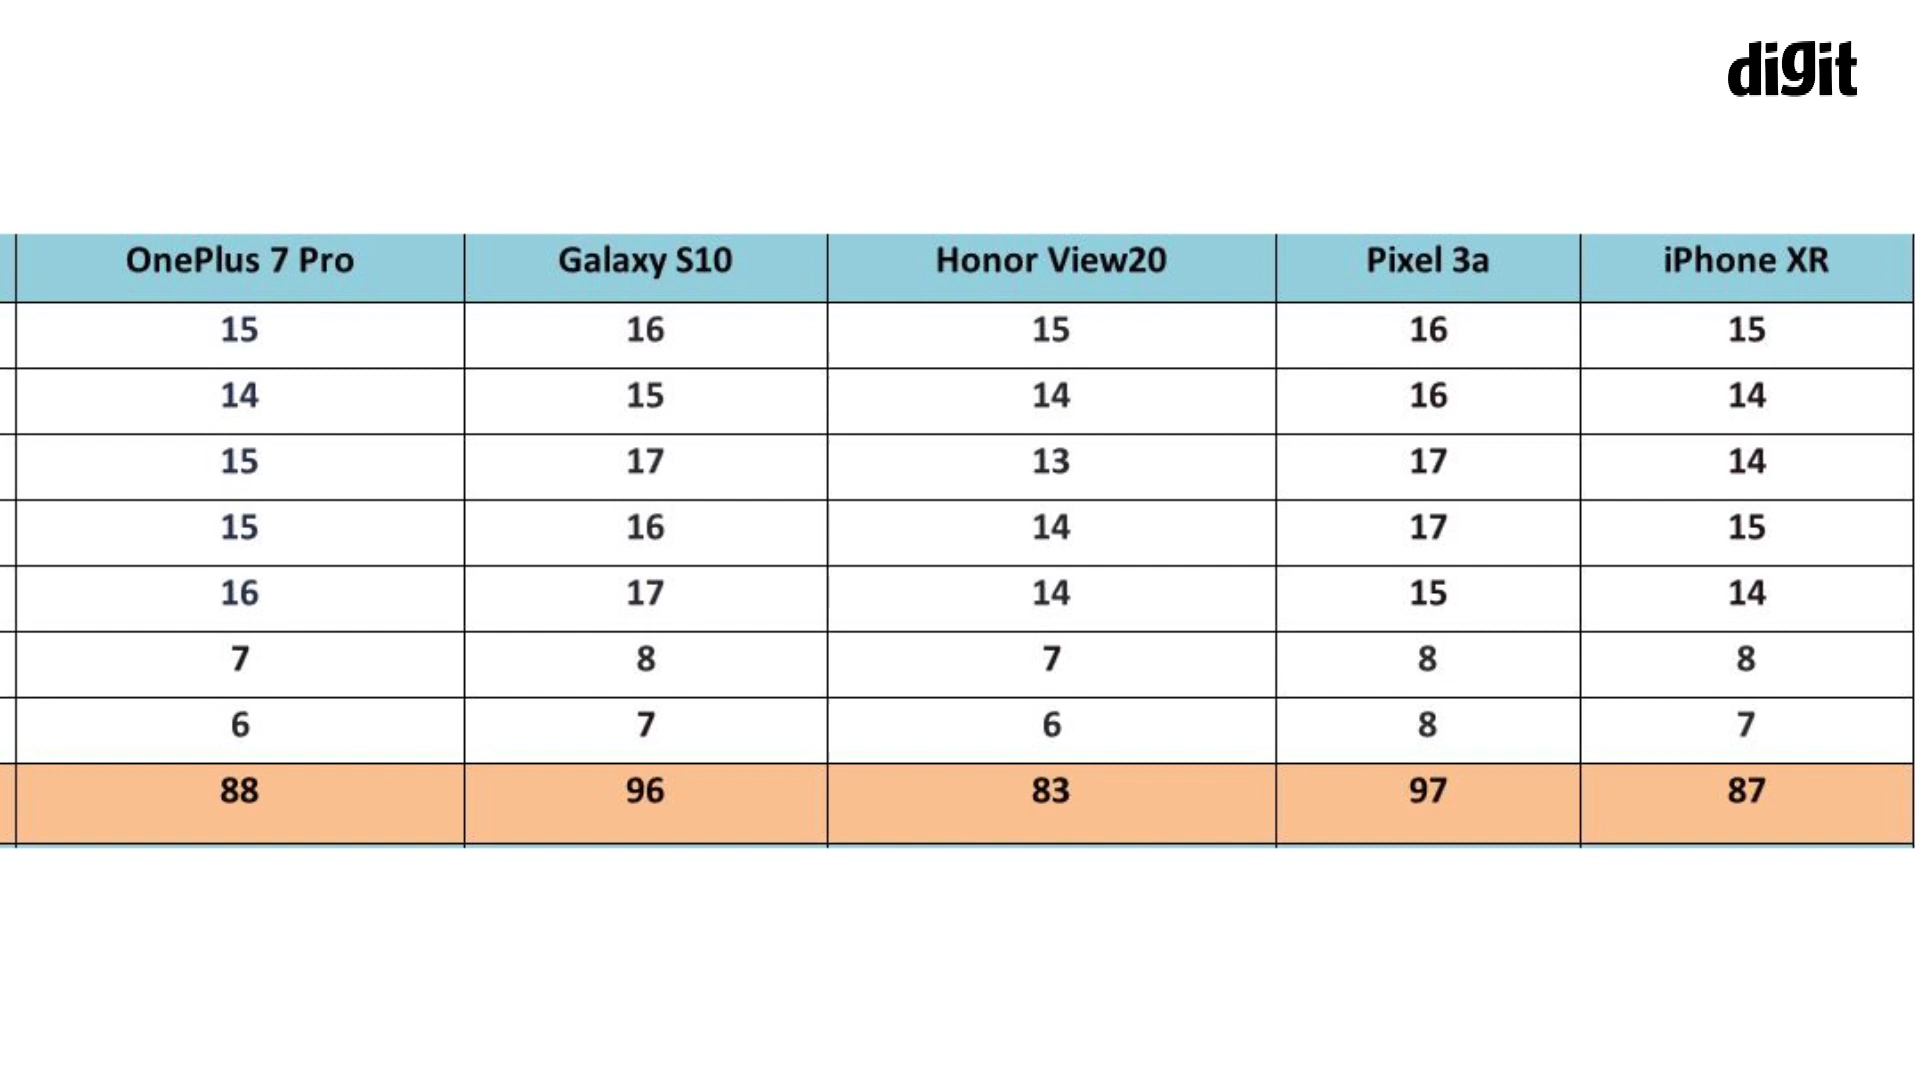 digit
OnePlus 7 Pro Galaxy S10 Honor View20 Pixel 3a iPhone XR
15 16 15 16 15
14 15 14 16 14
15 17 13 17 14
15 16 14 17 15
16 17 14 15 14
7 8 7 8 8
6 7 6 8 7
88 96 83 97 87